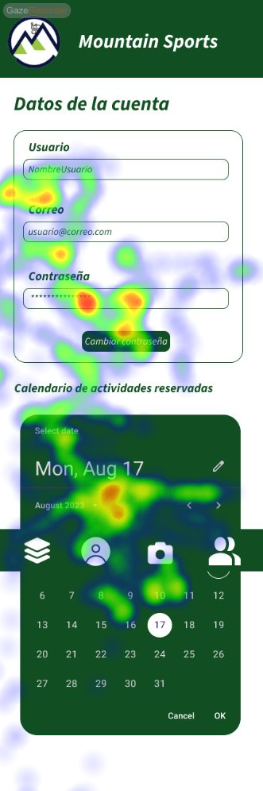 GazeRecorder
Mountain Sports
Datos de la cuenta
Usuario
NombreUsuario
Correo
usuario@correo.com
Contraseña
***************
Cambiar contraseña
Calendario de actividades reservadas
Select date
Mon, Aug 17
August 2023
6 7 8 9 10 11 12
13 14 15 16 17 18 19
20 21 22 23 24 25 26
27 28 29 30 31
Cancel OK